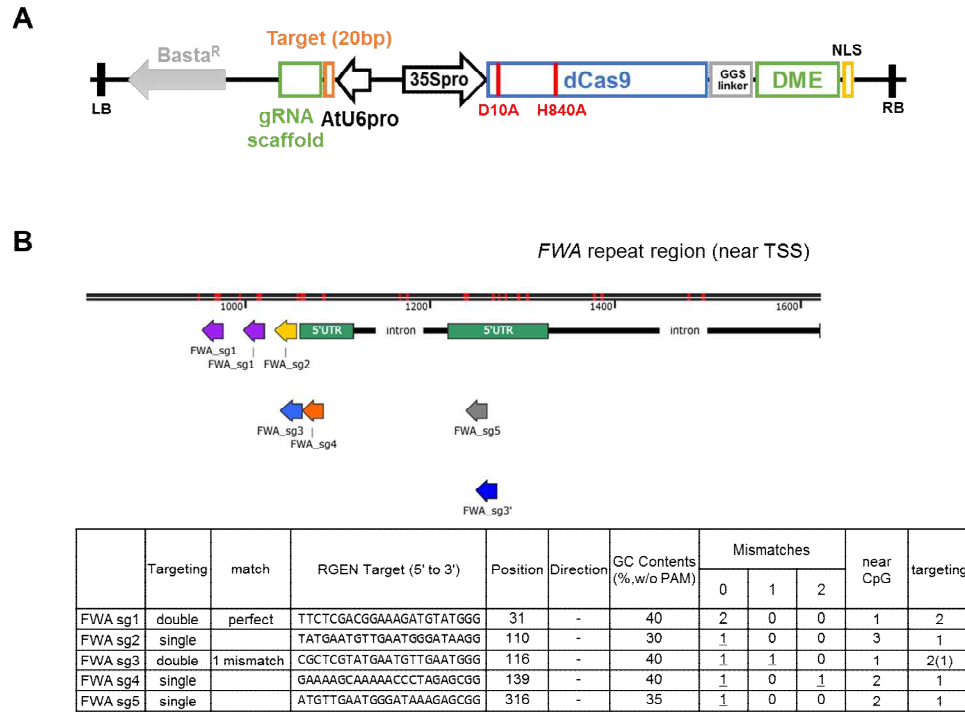 A
Basta^R
Target (20bp)
35Spro
dCas9
GGS
linker
DME
NLS
LB
gRNA
scaffold
AtU6pro
D10A
H840A
RB
B
FWA repeat region (near TSS)
1000
1200
1400
1600
5'UTR
intron
5'UTR
intron
FWA_sg1
FWA_sg1
FWA_sg2
FWA_sg3
FWA_sg4
FWA_sg5
FWA_sg3'
Targeting match RGEN Target (5' to 3') Position Direction GC Contents (%,w/o PAM) Mismatches 0 1 2 near CpG targeting
FWA sg1 double perfect TTCTCGACGGAAAGATGTATGGG 31 - 40 2 0 0 1 2
FWA sg2 single TATGAATGTTGAATGGGATAAGG 110 - 30 1 0 0 3 1
FWA sg3 double 1 mismatch CGCTCGTATGAATGTTGAATGGG 116 - 40 1 1 0 1 2(1)
FWA sg4 single GAAAAGCAAAAACCCTAGAGCGG 139 - 40 1 0 1 2 1
FWA sg5 single ATGTTGAATGGGATAAAGAGCGG 316 - 35 1 0 0 2 1